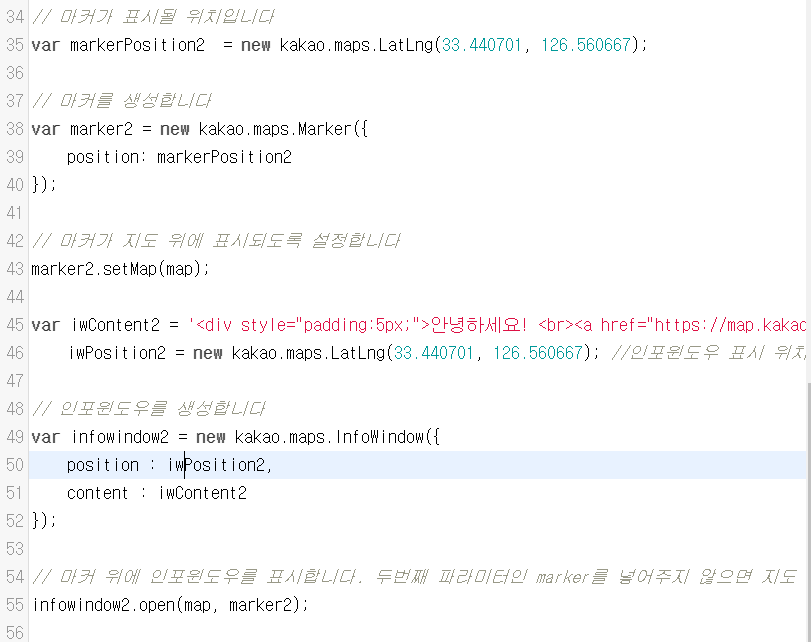 34 // 마커가 표시될 위치입니다
35 var markerPosition2  = new kakao.maps.LatLng(33.440701, 126.560667);
36
37 // 마커를 생성합니다
38 var marker2 = new kakao.maps.Marker({
39     position: markerPosition2
40 });
41
42 // 마커가 지도 위에 표시되도록 설정합니다
43 marker2.setMap(map);
44
45 var iwContent2 = '<div style="padding:5px;">안녕하세요! <br><a href="https://map.kakao
46     iwPosition2 = new kakao.maps.LatLng(33.440701, 126.560667); //인포윈도우 표시 위치
47
48 // 인포윈도우를 생성합니다
49 var infowindow2 = new kakao.maps.InfoWindow({
50     position : iwPosition2,
51     content : iwContent2
52 });
53
54 // 마커 위에 인포윈도우를 표시합니다. 두번째 파라미터인 marker를 넣어주지 않으면 지도
55 infowindow2.open(map, marker2);
56